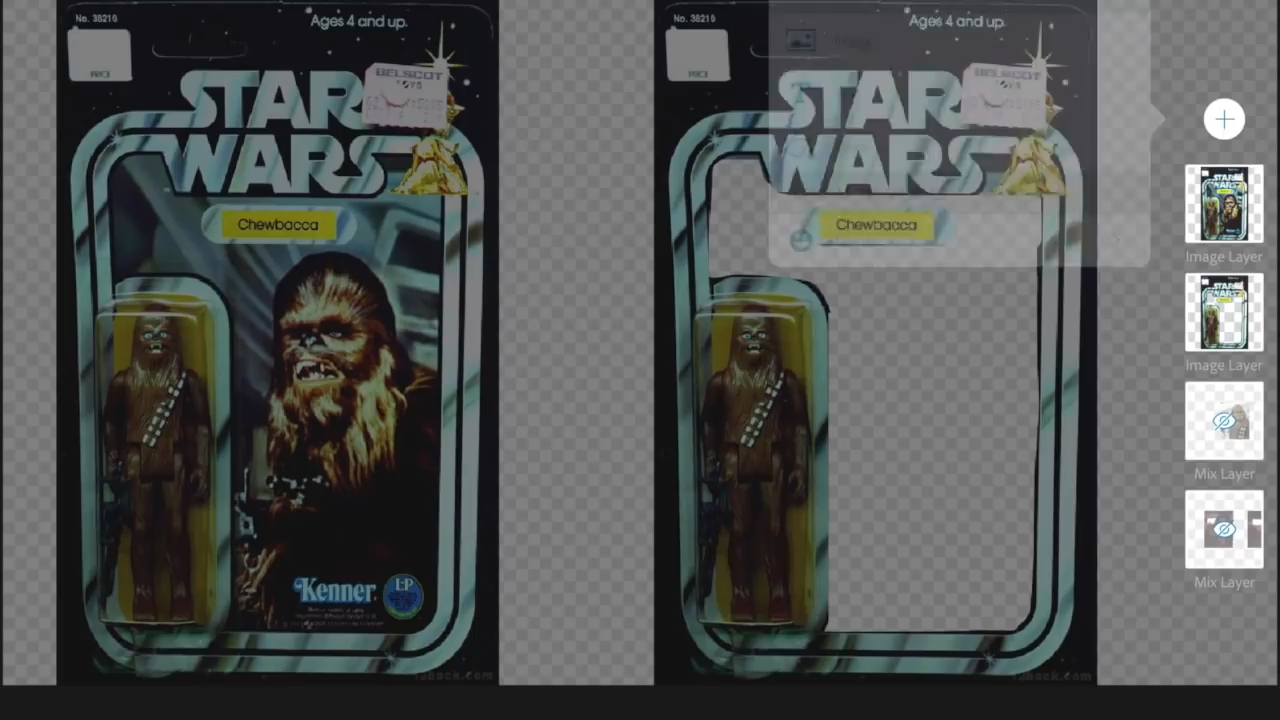 No. 38210
Ages 4 and up.
BELSCOT
TOYS
STAR
WARS
Chewbacca
Kenner
L·P
No. 38210
Ages 4 and up.
Image
BELSCOT
TOYS
STAR
WARS
Chewbacca
Image Layer
Image Layer
Mix Layer
Mix Layer